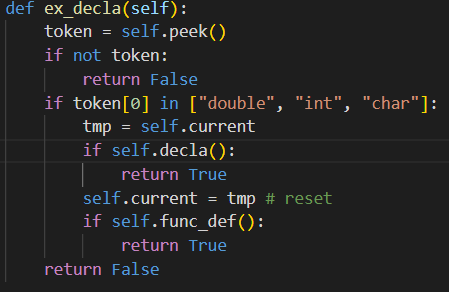 def ex_decla(self):
    token = self.peek()
    if not token:
        return False
    if token[0] in ["double", "int", "char"]:
        tmp = self.current
        if self.decla():
            return True
        self.current = tmp # reset
        if self.func_def():
            return True
    return False